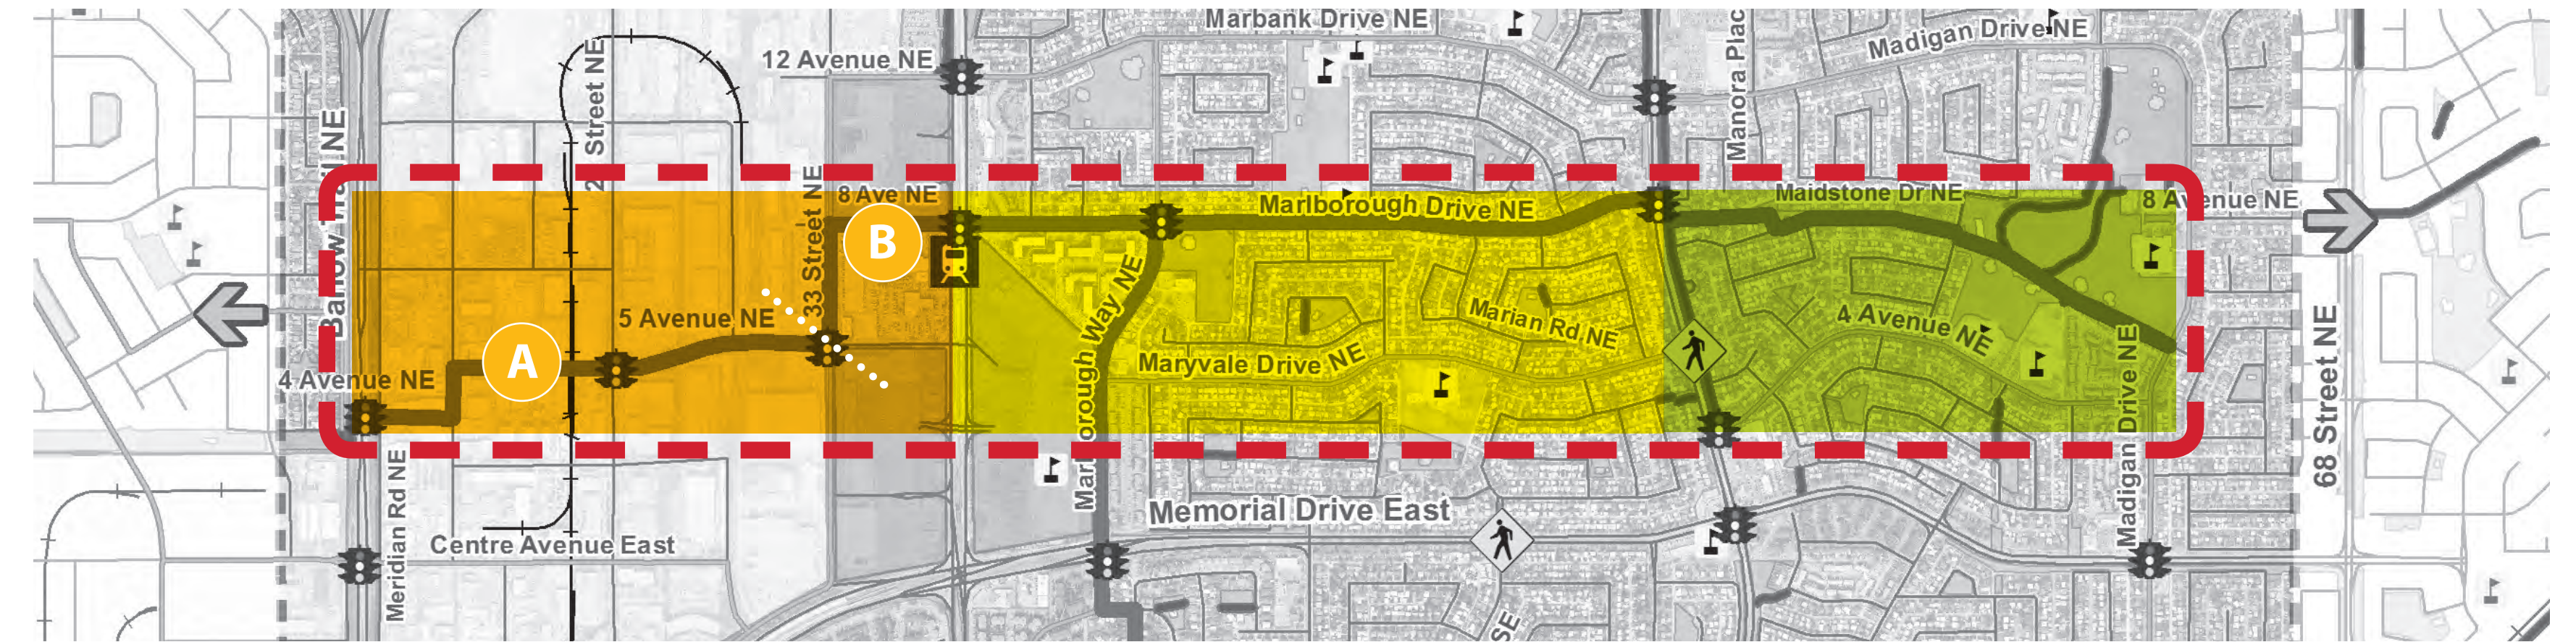 Marbank Drive NE
12 Avenue NE
Manora Plac
Madigan Drive NE
Street NE
8 Ave NE
33 Street NE
Marlborough Drive NE
Maidstone Dr NE
8 Avenue NE
5 Avenue NE
A
B
4 Avenue NE
Marlborough Way NE
Marian Rd NE
Maryvale Drive NE
4 Avenue NE
Madigan Drive NE
68 Street NE
Meridian Rd NE
Memorial Drive East
Centre Avenue East
SE